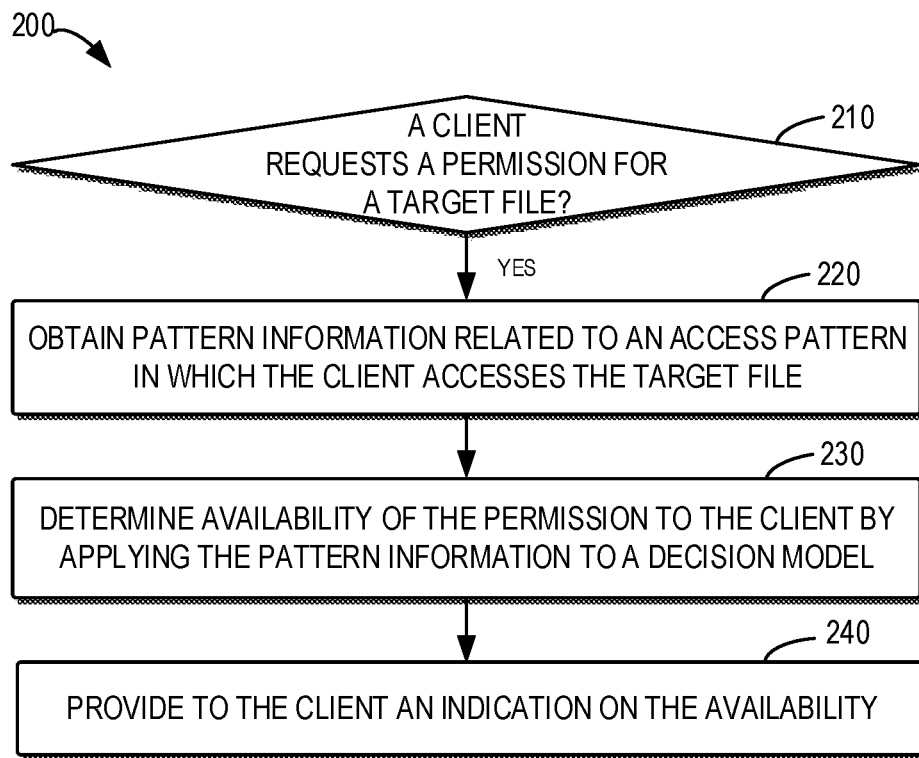 200
210
A CLIENT
REQUESTS A PERMISSION FOR
A TARGET FILE?
YES
220
OBTAIN PATTERN INFORMATION RELATED TO AN ACCESS PATTERN
IN WHICH THE CLIENT ACCESSES THE TARGET FILE
230
DETERMINE AVAILABILITY OF THE PERMISSION TO THE CLIENT BY
APPLYING THE PATTERN INFORMATION TO A DECISION MODEL
240
PROVIDE TO THE CLIENT AN INDICATION ON THE AVAILABILITY